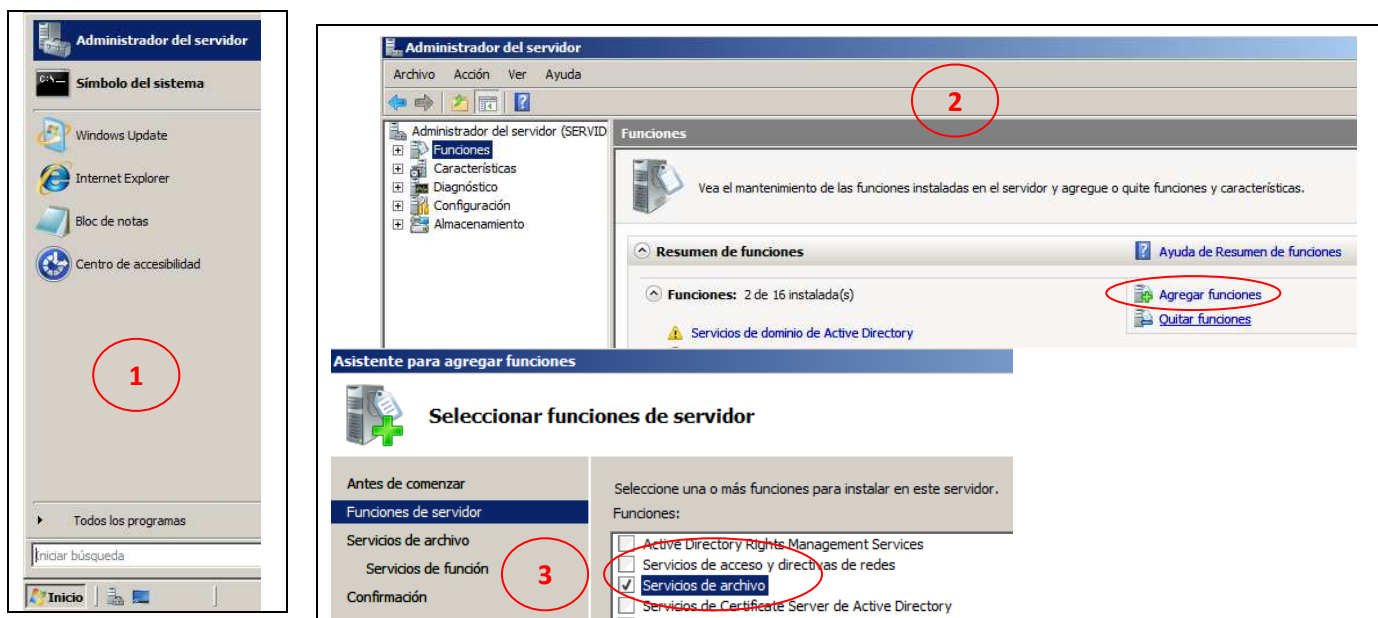 Administrador del servidor
Símbolo del sistema
Windows Update
Internet Explorer
Bloc de notas
Centro de accesibilidad
1
Todos los programas
Iniciar búsqueda
Inicio
Administrador del servidor
Archivo Acción Ver Ayuda
2
Administrador del servidor (SERVID
Funciones
Características
Diagnóstico
Configuración
Almacenamiento
Funciones
Vea el mantenimiento de las funciones instaladas en el servidor y agregue o quite funciones y características.
Resumen de funciones
Ayuda de Resumen de funciones
Funciones: 2 de 16 instalada(s)
Agregar funciones
Quitar funciones
Servicios de dominio de Active Directory
Asistente para agregar funciones
Seleccionar funciones de servidor
Antes de comenzar
Funciones de servidor
Servicios de archivo
Servicios de función
Confirmación
3
Seleccione una o más funciones para instalar en este servidor.
Funciones:
Active Directory Rights Management Services
Servicios de acceso y directivas de redes
Servicios de archivo
Servicios de Certificate Server de Active Directory